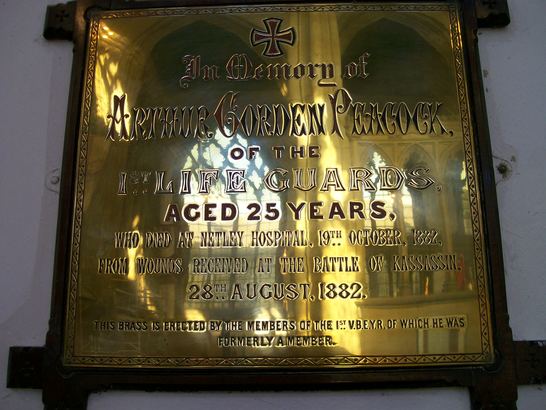 In Memory of
ARTHUR GORDEN PEACOCK,
OF THE
1ST LIFE GUARDS,
AGED 25 YEARS.
WHO DIED AT NETLEY HOSPITAL, 19TH OCTOBER, 1882,
FROM WOUNDS RECEIVED AT THE BATTLE OF KASSASSIN,
28TH AUGUST, 1882.
THIS BRASS IS ERECTED BY THE MEMBERS OF THE 1ST V.B.E.Y.R. OF WHICH HE WAS
FORMERLY A MEMBER.